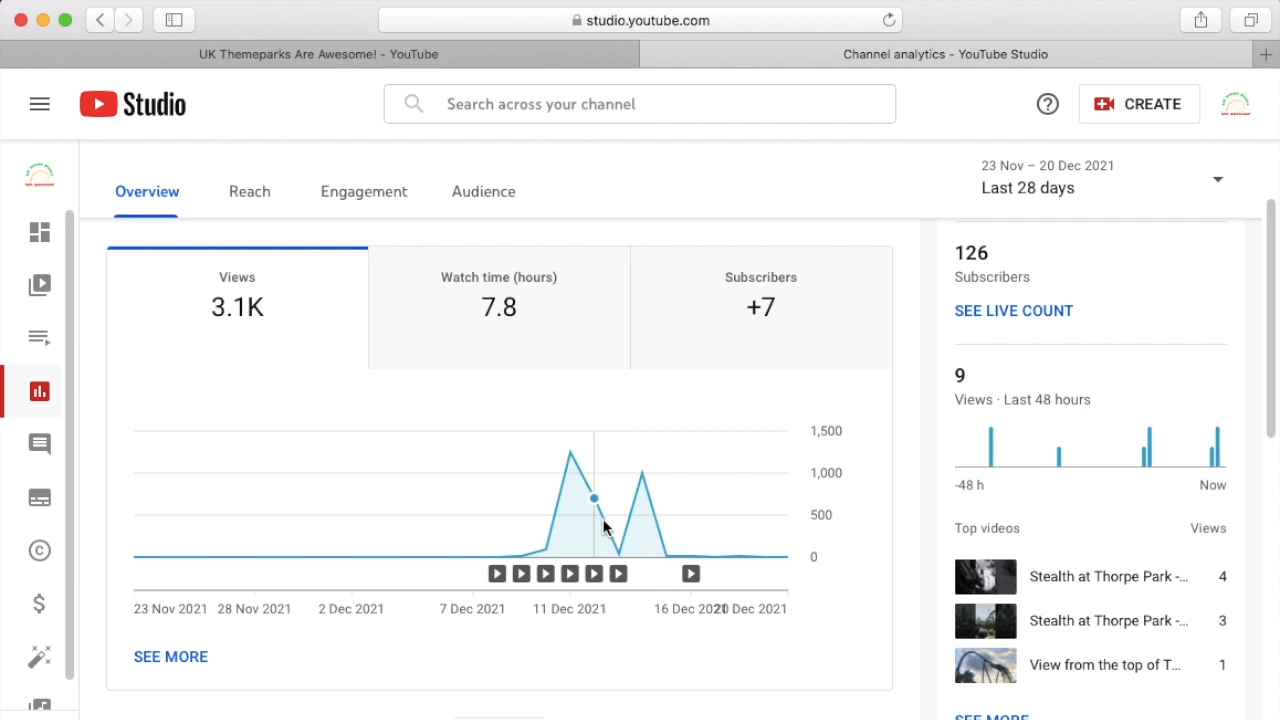 studio.youtube.com
UK Themeparks Are Awesome! - YouTube
Channel analytics - YouTube Studio
Studio
Search across your channel
CREATE
Overview
Reach
Engagement
Audience
23 Nov – 20 Dec 2021
Last 28 days
Views
3.1K
Watch time (hours)
7.8
Subscribers
+7
1,500
1,000
500
0
23 Nov 2021
28 Nov 2021
2 Dec 2021
7 Dec 2021
11 Dec 2021
16 Dec 2021
20 Dec 2021
SEE MORE
126
Subscribers
SEE LIVE COUNT
9
Views · Last 48 hours
-48 h
Now
Top videos
Views
Stealth at Thorpe Park -...
4
Stealth at Thorpe Park -...
3
View from the top of T...
1
SEE MORE